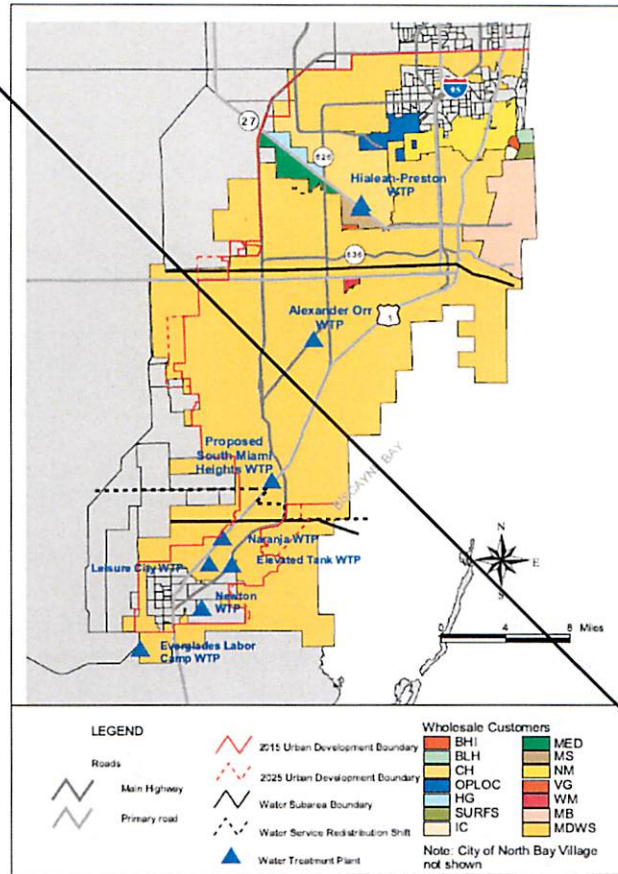 95
27
826
Hialeah-Preston
WTP
836
Alexander Orr
WTP
1
Proposed
South Miami
Heights WTP
BISCAYNE BAY
Naranja WTP
Leisure City WTP
Elevated Tank WTP
Newton
WTP
Everglades Labor
Camp WTP
N
E
S
0 4 8 Miles
LEGEND
Roads
Main Highway
Primary road
2015 Urban Development Boundary
2025 Urban Development Boundary
Water Subarea Boundary
Water Service Redistribution Shift
Water Treatment Plant
Wholesale Customers
BHI
BLH
CH
OPLOC
HG
SURFS
IC
MED
MS
NM
VG
WM
MB
MDWS
Note: City of North Bay Village
not shown